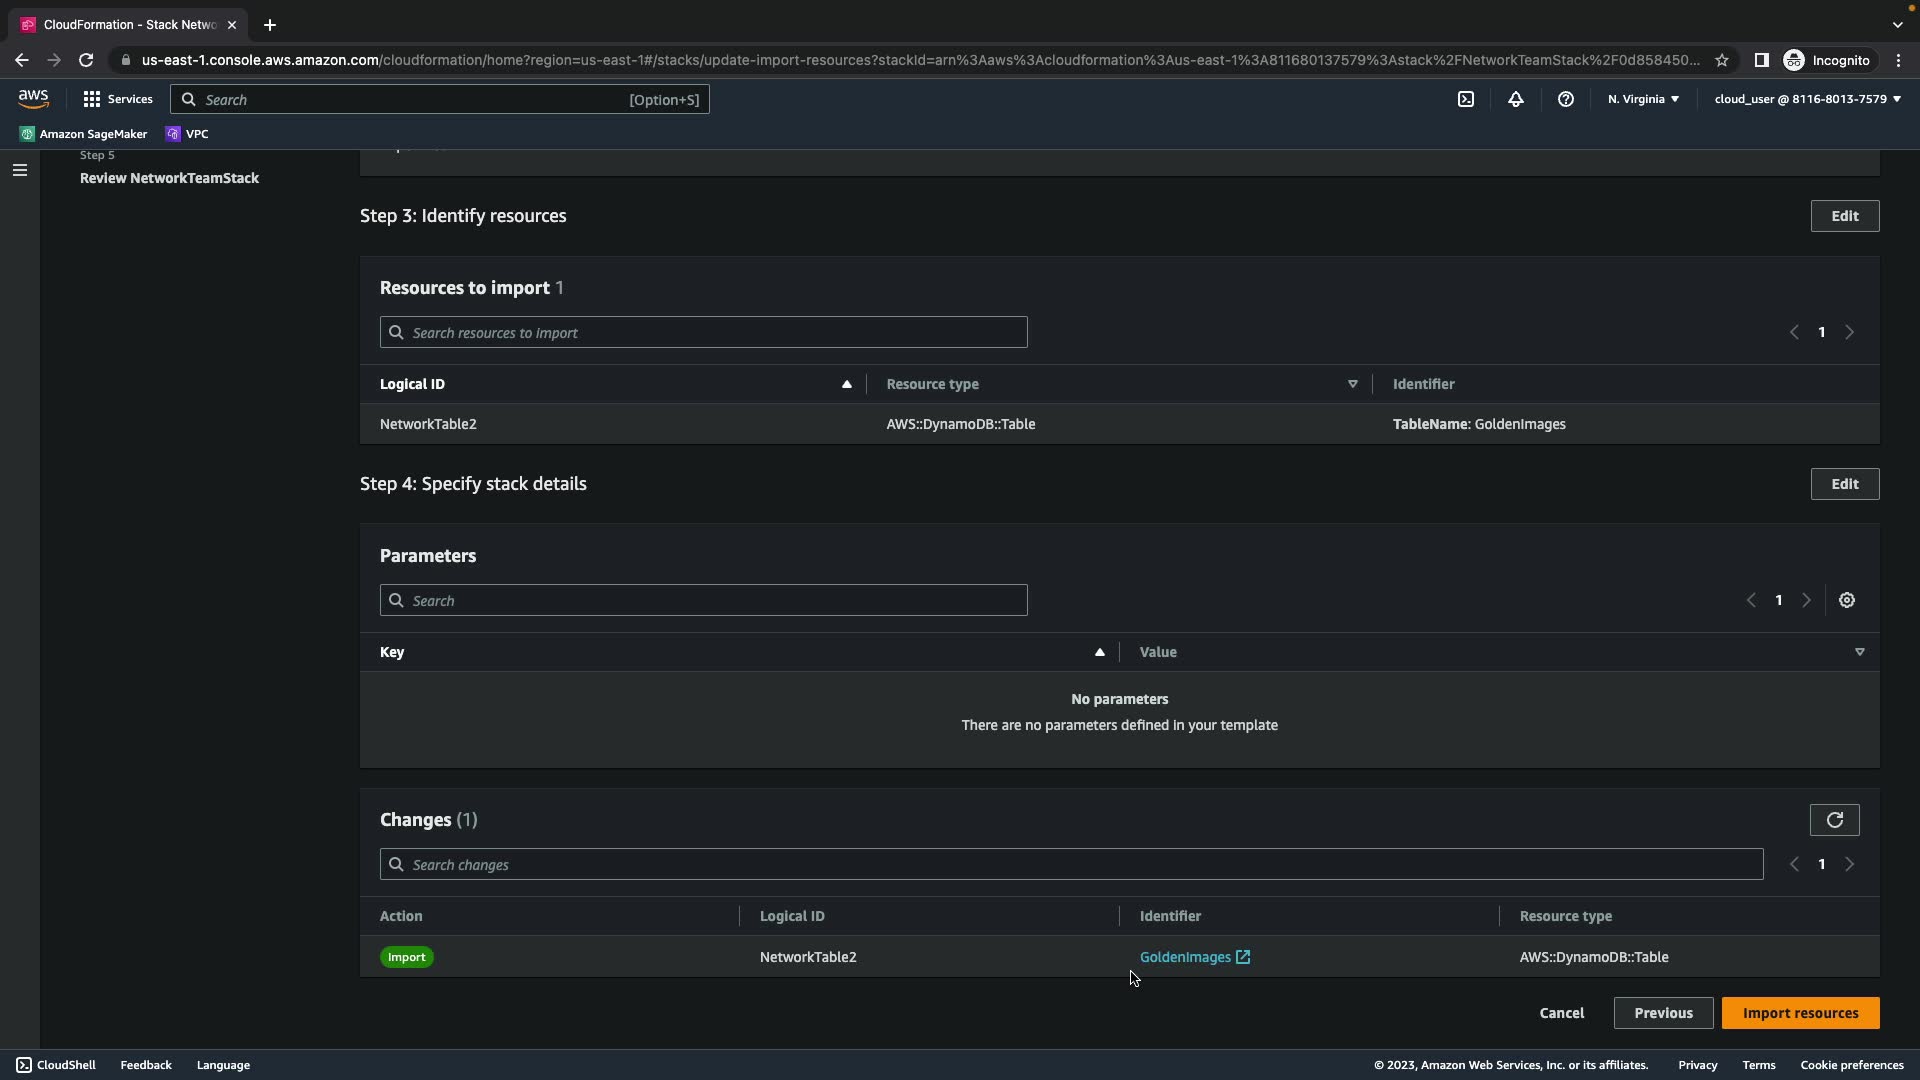 CloudFormation - Stack Netwo
us-east-1.console.aws.amazon.com/cloudformation/home?region=us-east-1#/stacks/update-import-resources?stackId=arn%3Aaws%3Acloudformation%3Aus-east-1%3A811680137579%3Astack%2FNetworkTeamStack%2F0d858450...
Incognito
aws
Services
Search
[Option+S]
N. Virginia
cloud_user @ 8116-8013-7579
Amazon SageMaker
VPC
Step 5
Review NetworkTeamStack
Step 3: Identify resources
Edit
Resources to import 1
Search resources to import
1
Logical ID
Resource type
Identifier
NetworkTable2
AWS::DynamoDB::Table
TableName: GoldenImages
Step 4: Specify stack details
Edit
Parameters
Search
1
Key
Value
No parameters
There are no parameters defined in your template
Changes (1)
Search changes
1
Action
Logical ID
Identifier
Resource type
Import
NetworkTable2
GoldenImages
AWS::DynamoDB::Table
Cancel
Previous
Import resources
CloudShell
Feedback
Language
© 2023, Amazon Web Services, Inc. or its affiliates.
Privacy
Terms
Cookie preferences